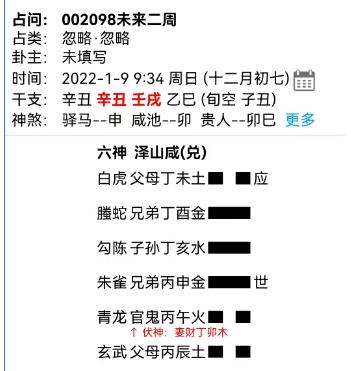 占问： 002098未来二周
占类： 忽略·忽略
卦主： 未填写
时间： 2022-1-9 9:34 周日 (十二月初七)
干支： 辛丑 辛丑 壬戌 乙巳 (旬空 子丑)
神煞： 驿马--申 咸池--卯 贵人--卯巳 更多
六神 泽山咸(兑)
白虎 父母丁未土 应
螣蛇 兄弟丁酉金
勾陈 子孙丁亥水
朱雀 兄弟丙申金 世
青龙 官鬼丙午火
↑ 伏神：妻财丁卯木
玄武 父母丙辰土